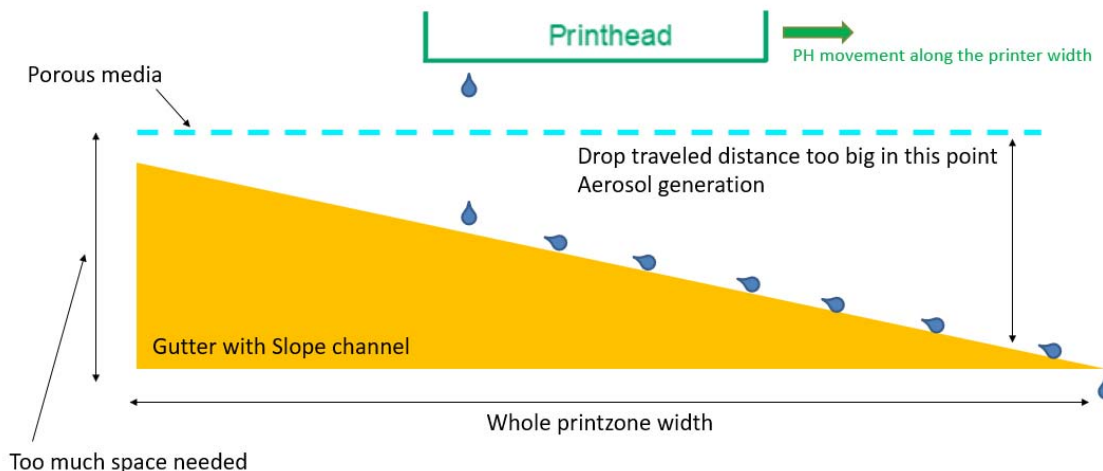 Printhead
PH movement along the printer width
Porous media
Drop traveled distance too big in this point
Aerosol generation
Gutter with Slope channel
Whole printzone width
Too much space needed